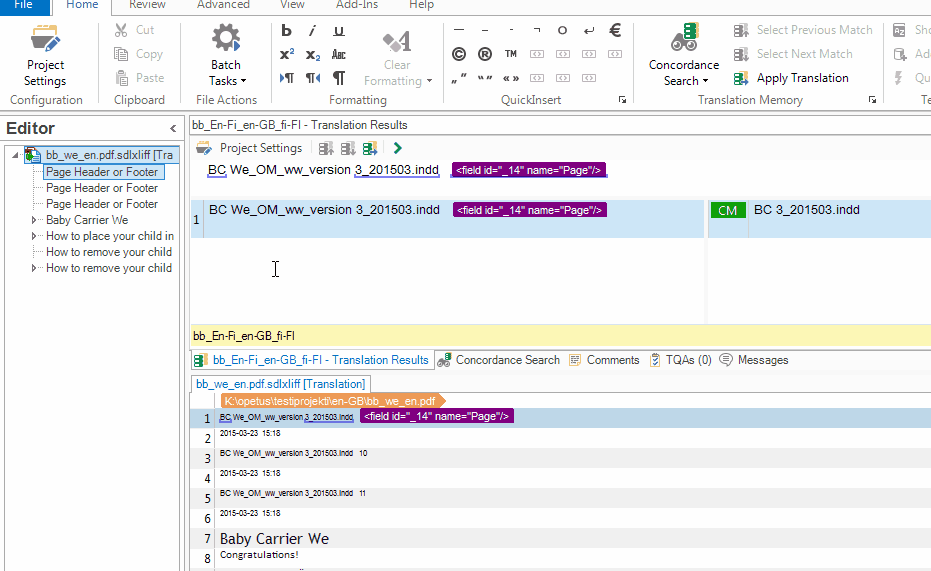 File Home Review Advanced View Add-Ins Help
Project Settings
Configuration
Cut
Copy
Paste
Clipboard
Batch Tasks
File Actions
b i u
x² x₂ ABC
Clear Formatting
Formatting
— – - ¬ o ↵ €
© ® TM
„ ” “ ” « »
QuickInsert
Concordance Search
Select Previous Match
Select Next Match
Apply Translation
Translation Memory
Editor
bb_we_en.pdf.sdlxliff [Tra
Page Header or Footer
Page Header or Footer
Page Header or Footer
Baby Carrier We
How to place your child in
How to remove your child
How to remove your child
bb_En-Fi_en-GB_fi-FI - Translation Results
Project Settings
BC We_OM_ww_version 3_201503.indd <field id="_14" name="Page"/>
1 BC We_OM_ww_version 3_201503.indd <field id="_14" name="Page"/> CM BC 3_201503.indd
bb_En-Fi_en-GB_fi-FI
bb_En-Fi_en-GB_fi-FI - Translation Results Concordance Search Comments TQAs (0) Messages
bb_we_en.pdf.sdlxliff [Translation]
K:\opetus\testiprojekti\en-GB\bb_we_en.pdf
1 BC We_OM_ww_version 3_201503.indd <field id="_14" name="Page"/>
2 2015-03-23 15:18
3 BC We_OM_ww_version 3_201503.indd 10
4 2015-03-23 15:18
5 BC We_OM_ww_version 3_201503.indd 11
6 2015-03-23 15:18
7 Baby Carrier We
8 Congratulations!